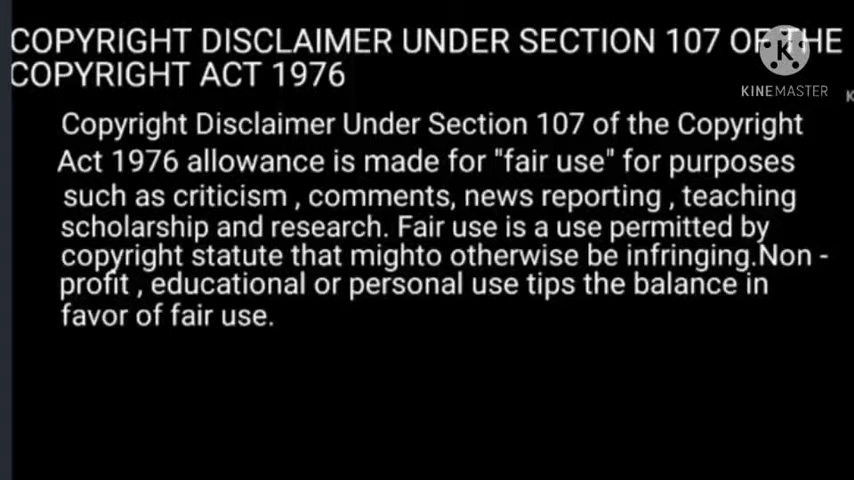 COPYRIGHT DISCLAIMER UNDER SECTION 107 OF THE
COPYRIGHT ACT 1976
KINEMASTER
Copyright Disclaimer Under Section 107 of the Copyright
Act 1976 allowance is made for "fair use" for purposes
such as criticism , comments, news reporting , teaching
scholarship and research. Fair use is a use permitted by
copyright statute that mighto otherwise be infringing.Non -
profit , educational or personal use tips the balance in
favor of fair use.